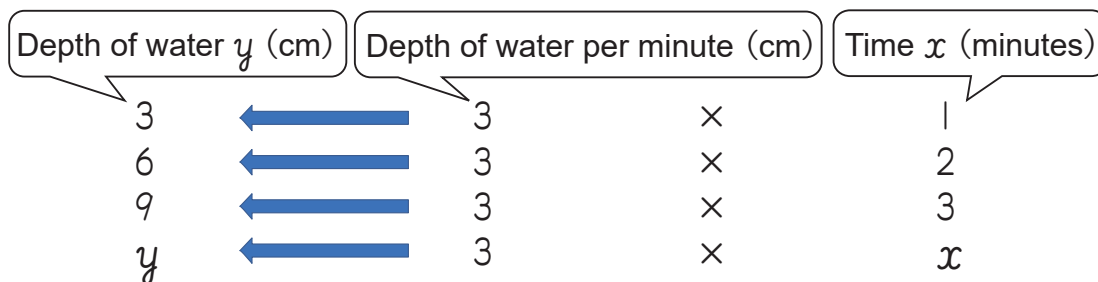 Depth of water y (cm) Depth of water per minute (cm) Time x (minutes)
3 3 × 1
6 3 × 2
9 3 × 3
y 3 × x